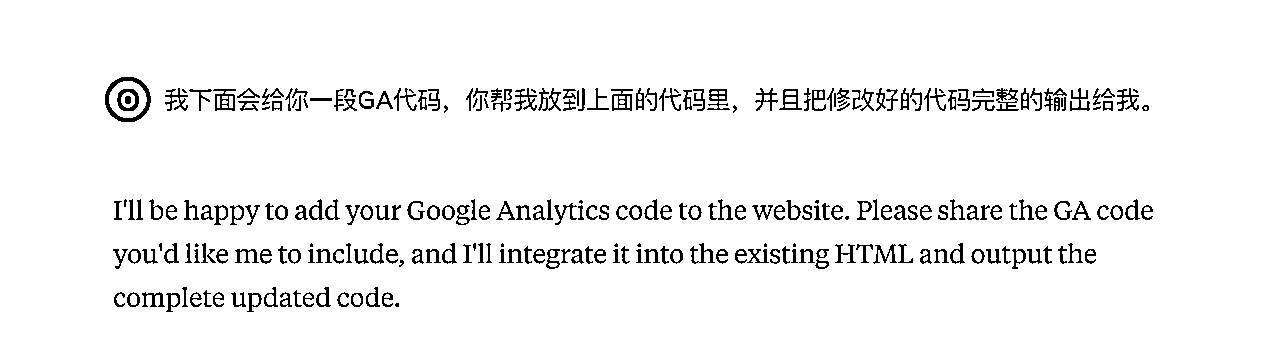 我下面会给你一段GA代码，你帮我放到上面的代码里，并且把修改好的代码完整的输出给我。
I'll be happy to add your Google Analytics code to the website. Please share the GA code
you'd like me to include, and I'll integrate it into the existing HTML and output the
complete updated code.